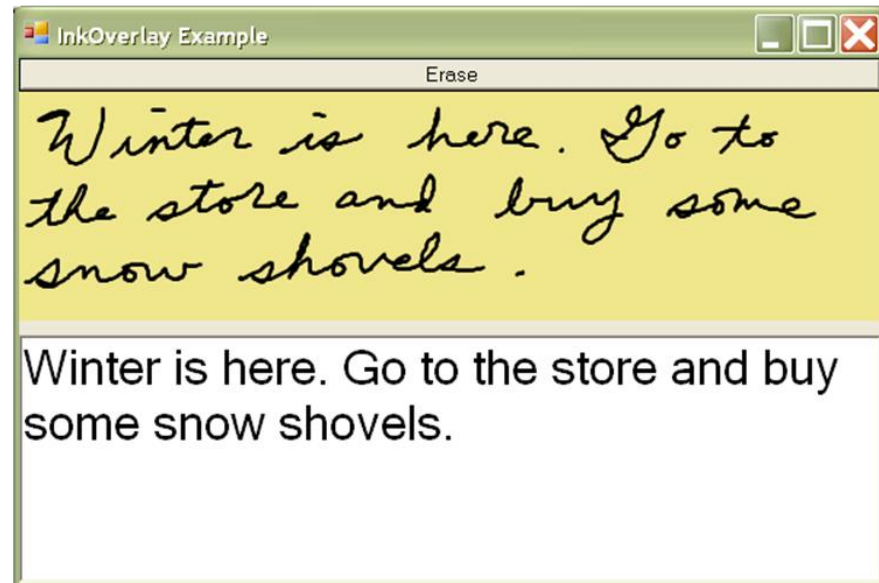 InkOverlay Example
Erase
Winter is here. Go to
the store and buy some
snow shovels.
Winter is here. Go to the store and buy
some snow shovels.